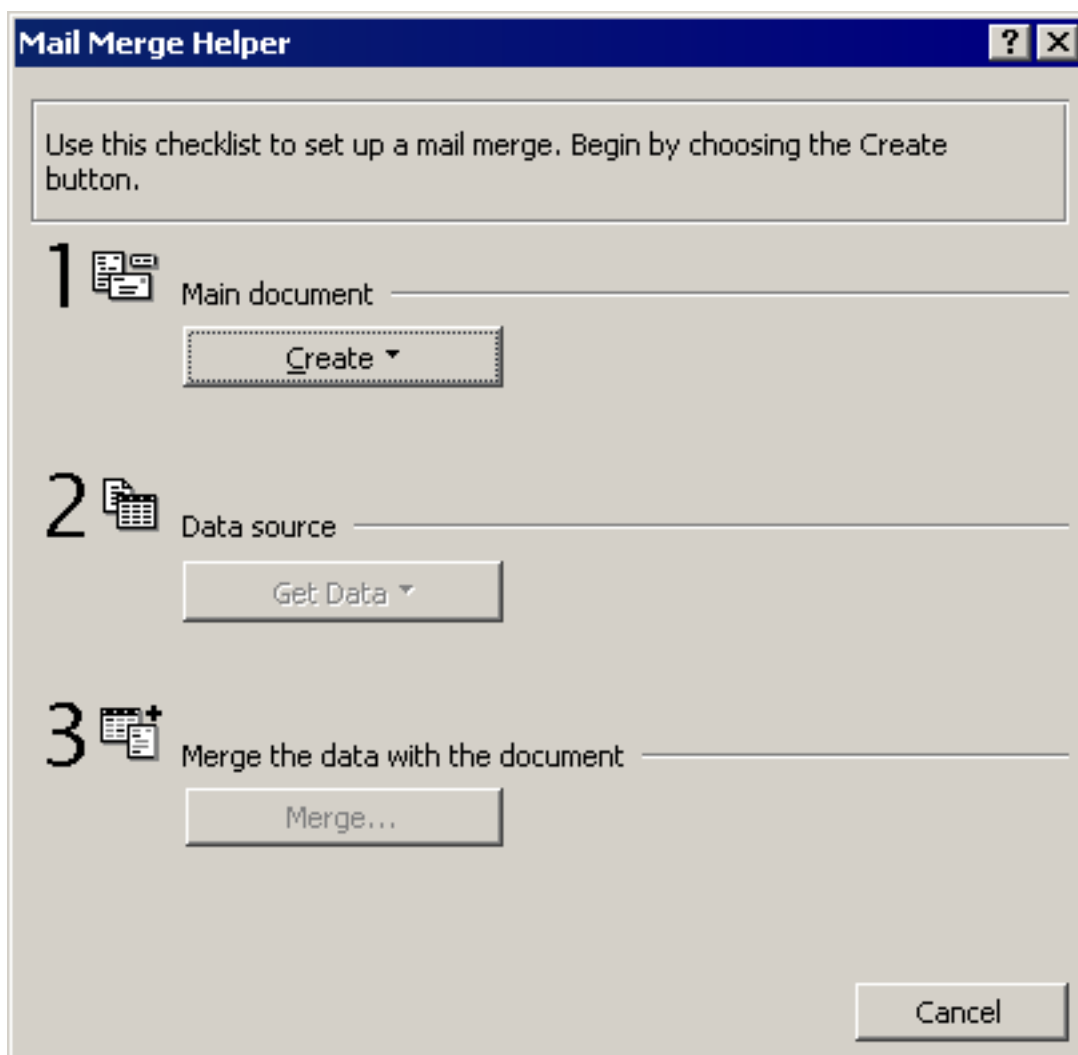 Mail Merge Helper
Use this checklist to set up a mail merge. Begin by choosing the Create
button.
1
Main document
Create
2
Data source
Get Data
3
Merge the data with the document
Merge...
Cancel